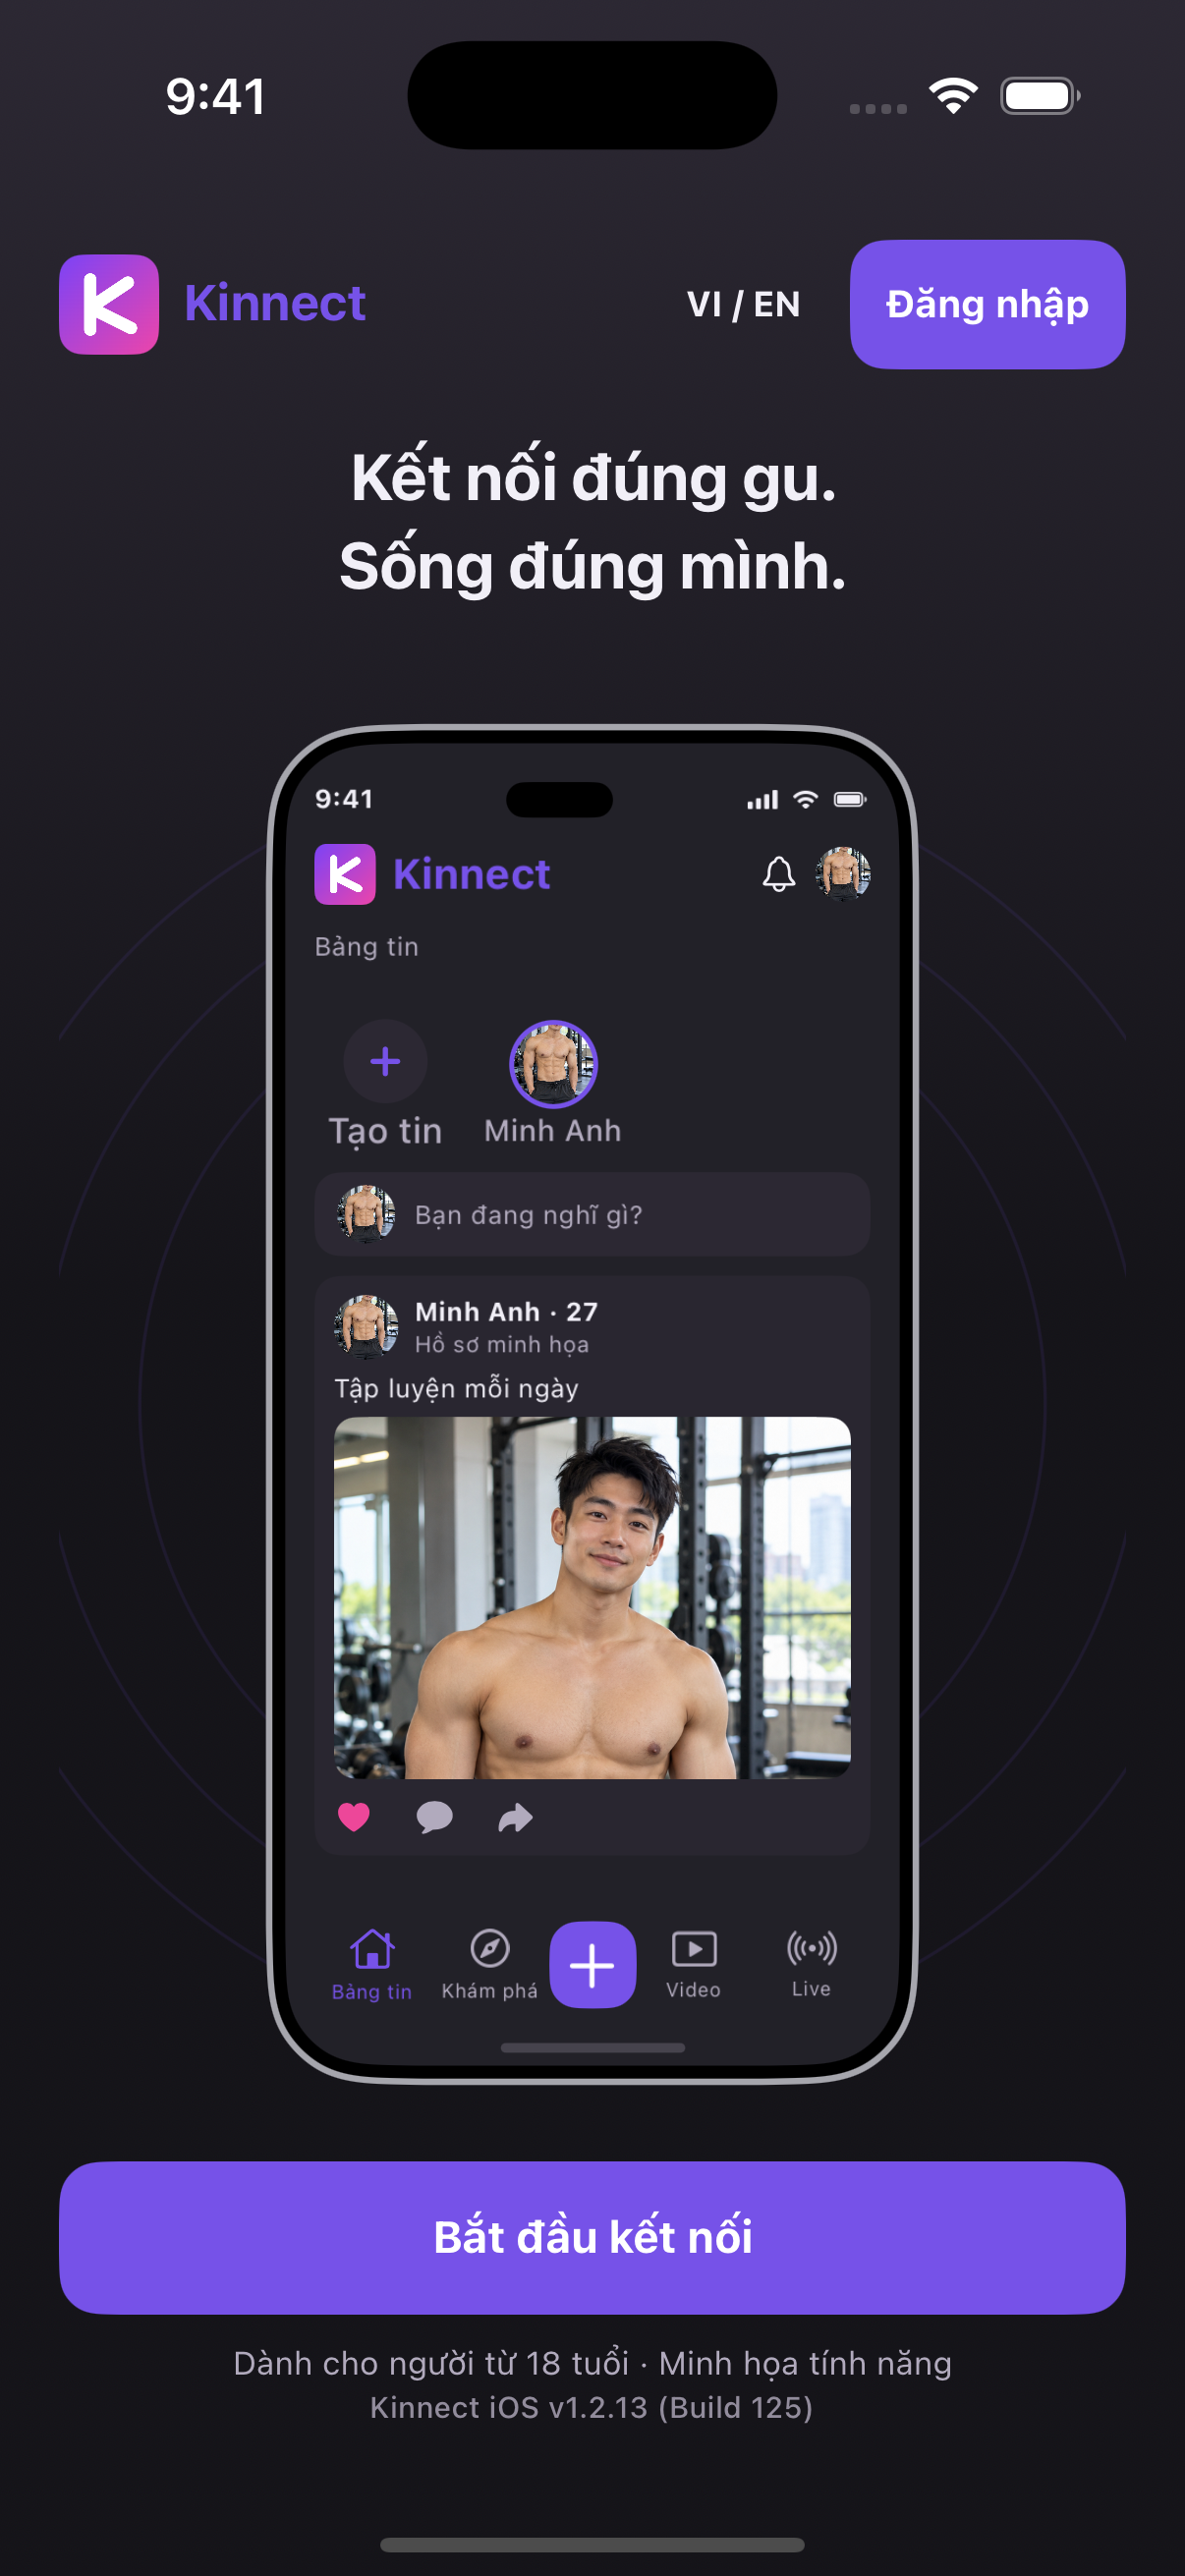 9:41
Kinnect
VI / EN
Đăng nhập
Kết nối đúng gu.
Sống đúng mình.
9:41
Kinnect
Bảng tin
Tạo tin
Minh Anh
Bạn đang nghĩ gì?
Minh Anh · 27
Hồ sơ minh họa
Tập luyện mỗi ngày
Bảng tin
Khám phá
Video
Live
Bắt đầu kết nối
Dành cho người từ 18 tuổi · Minh họa tính năng
Kinnect iOS v1.2.13 (Build 125)